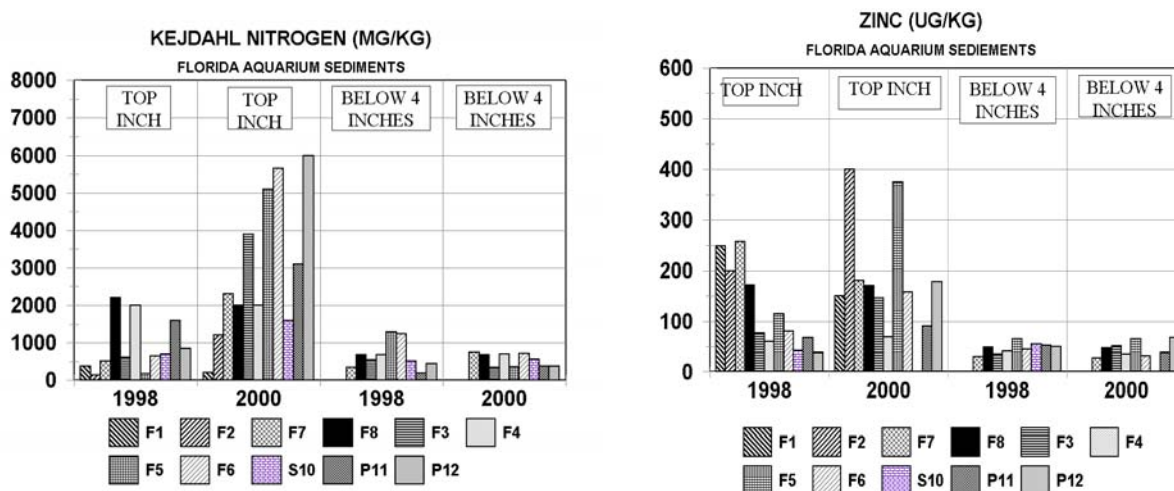 KEJDAHL NITROGEN (MG/KG)
FLORIDA AQUARIUM SEDIMENTS
8000
7000
6000
5000
4000
3000
2000
1000
0
TOP
INCH
TOP
INCH
BELOW 4
INCHES
BELOW 4
INCHES
1998
2000
1998
2000
F1
F2
F7
F8
F3
F4
F5
F6
S10
P11
P12
ZINC (UG/KG)
FLORIDA AQUARIUM SEDIEMENTS
600
500
400
300
200
100
0
TOP INCH
TOP INCH
BELOW 4
INCHES
BELOW 4
INCHES
1998
2000
1998
2000
F1
F2
F7
F8
F3
F4
F5
F6
S10
P11
P12